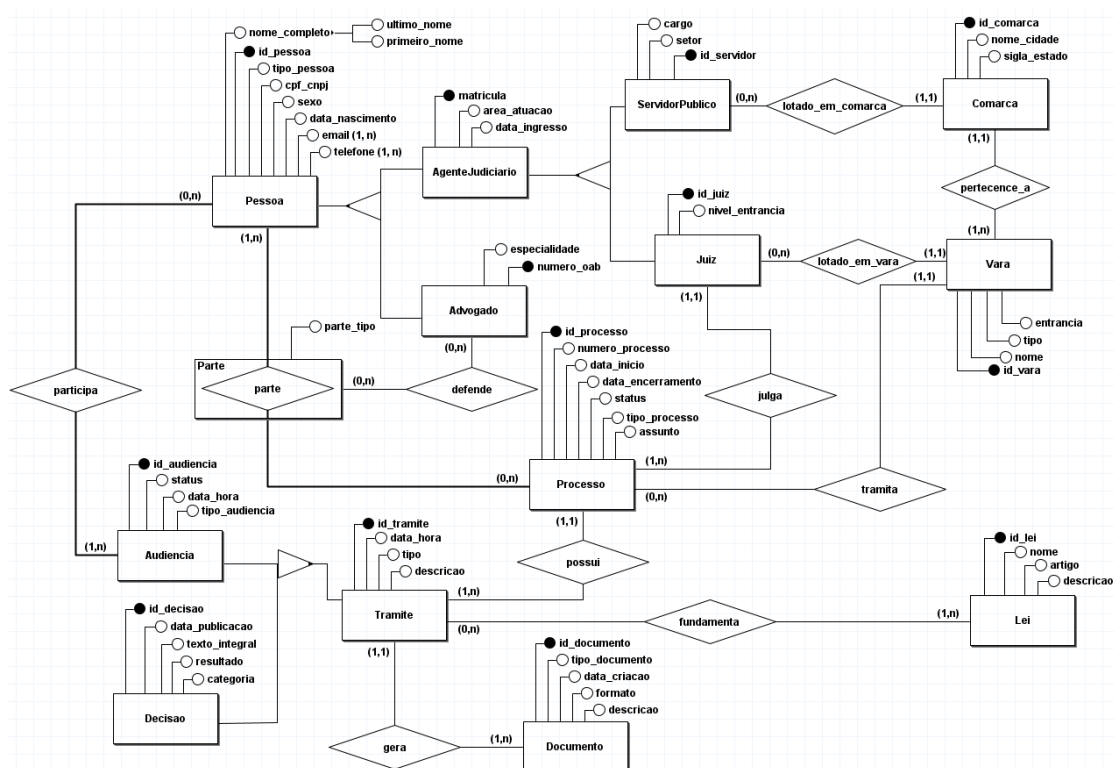 nome_completo
ultimo_nome
primeiro_nome
id_pessoa
tipo_pessoa
cpf_cnpj
sexo
data_nascimento
email (1, n)
telefone (1, n)
Pessoa
(0,n)
(1,n)
matricula
area_atuacao
data_ingresso
AgenteJudiciario
cargo
setor
id_servidor
ServidorPublico
(0,n)
lotado_em_comarca
(1,1)
id_comarca
nome_cidade
sigla_estado
Comarca
(1,1)
pertecence_a
(1,n)
id_juiz
nivel_entrancia
Juiz
(0,n)
lotado_em_vara
(1,1)
(1,1)
Vara
(1,1)
entrancia
tipo
nome
id_vara
especialidade
numero_oab
Advogado
(0,n)
parte_tipo
Parte
parte
(0,n)
defende
participa
julga
id_processo
numero_processo
data_inicio
data_encerramento
status
tipo_processo
assunto
(0,n)
Processo
(1,n)
(0,n)
tramita
(1,1)
possui
id_audiencia
status
data_hora
tipo_audiencia
(1,n)
Audiencia
id_tramite
data_hora
tipo
descricao
Tramite
(1,n)
(0,n)
(1,1)
fundamenta
(1,n)
id_lei
nome
artigo
descricao
Lei
id_decisao
data_publicacao
texto_integral
resultado
categoria
Decisao
gera
(1,n)
id_documento
tipo_documento
data_criacao
formato
descricao
Documento